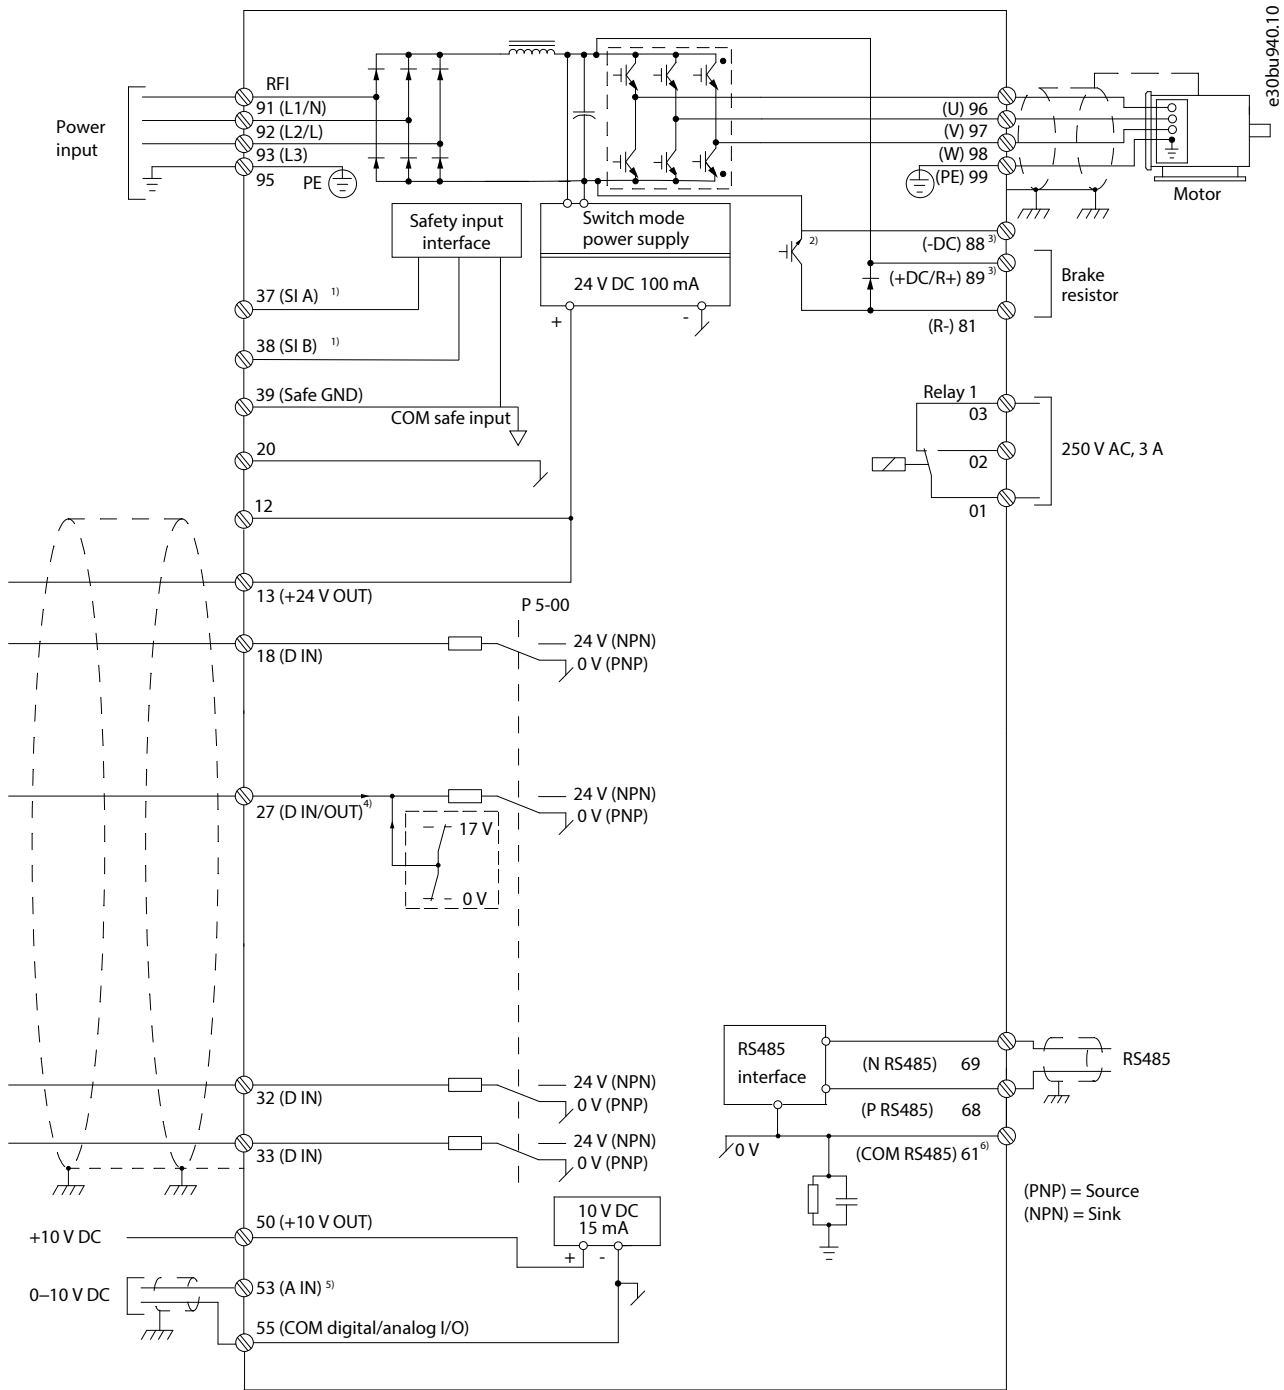 e30bu940.10
Power
input
RFI
91 (L1/N)
92 (L2/L)
93 (L3)
95
PE
(U) 96
(V) 97
(W) 98
(PE) 99
Motor
Safety input
interface
Switch mode
power supply
24 V DC 100 mA
+
-
2)
(-DC) 88 3)
(+DC/R+) 89 3)
(R-) 81
Brake
resistor
37 (SI A) 1)
38 (SI B) 1)
39 (Safe GND)
COM safe input
20
12
13 (+24 V OUT)
Relay 1
03
02
01
250 V AC, 3 A
P 5-00
18 (D IN)
24 V (NPN)
0 V (PNP)
27 (D IN/OUT) 4)
24 V (NPN)
0 V (PNP)
17 V
0 V
32 (D IN)
24 V (NPN)
0 V (PNP)
33 (D IN)
24 V (NPN)
0 V (PNP)
RS485
interface
(N RS485) 69
(P RS485) 68
(COM RS485) 61 6)
0 V
RS485
(PNP) = Source
(NPN) = Sink
+10 V DC
50 (+10 V OUT)
10 V DC
15 mA
+
-
0–10 V DC
53 (A IN) 5)
55 (COM digital/analog I/O)